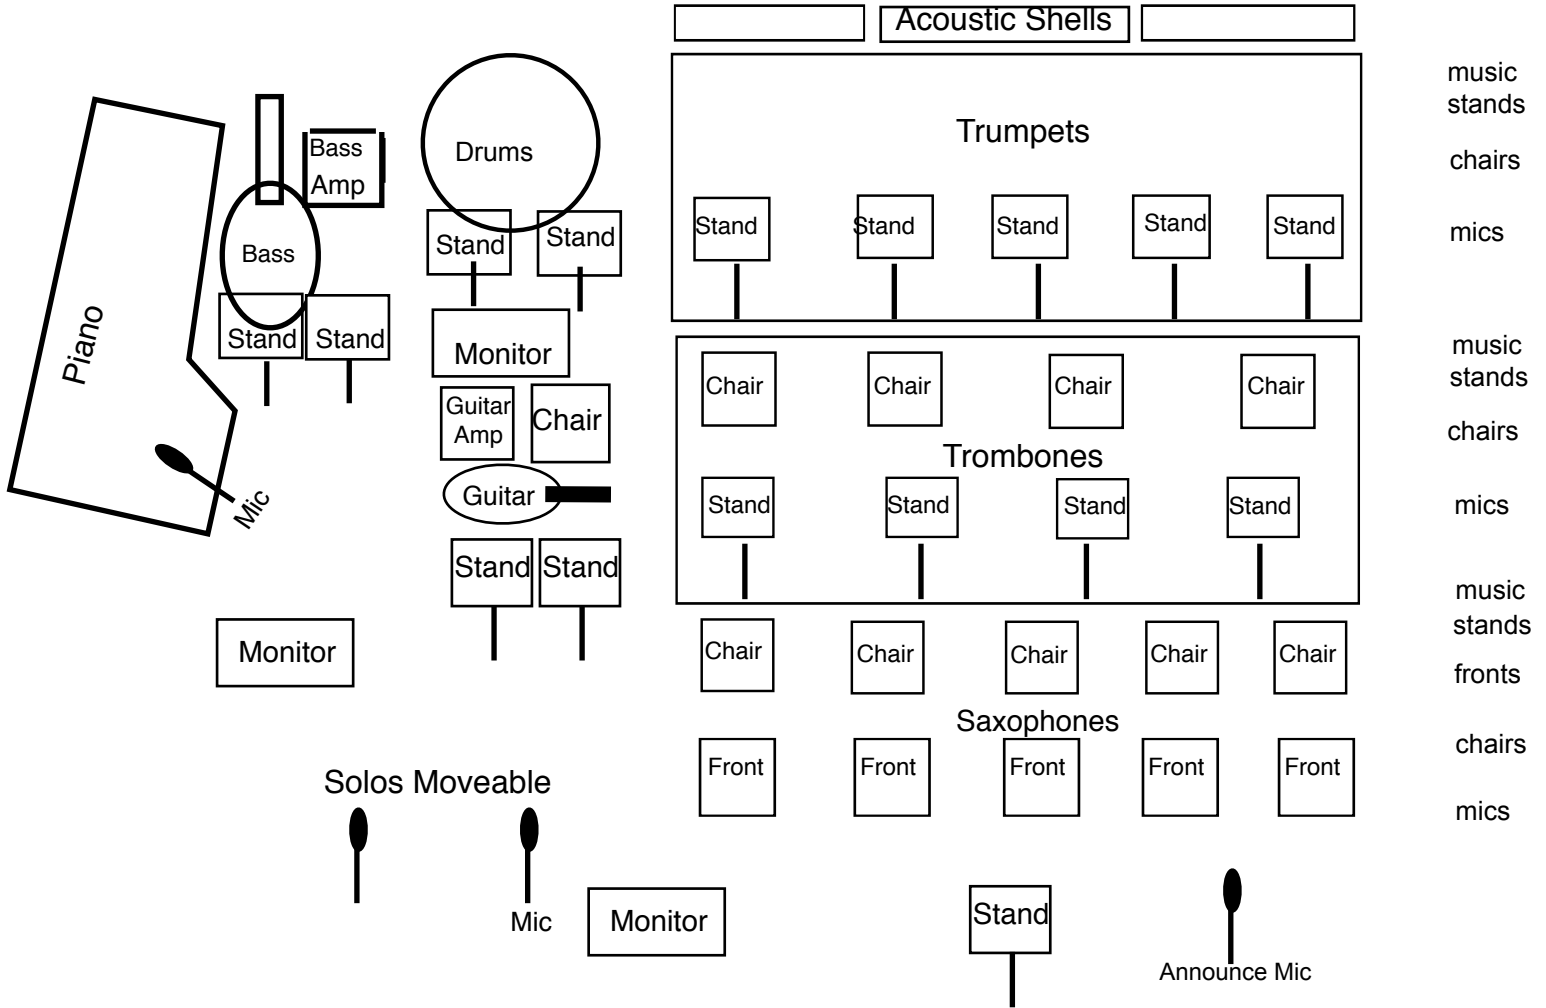 Acoustic Shells
music
stands
Trumpets
chairs
Bass
Amp
Drums
Stand Stand Stand Stand Stand
mics
Stand Stand
Bass
Stand Stand
Piano
Monitor
music
stands
Chair Chair Chair Chair
Guitar
Amp
Chair
chairs
Trombones
Guitar
Mic
Stand Stand Stand Stand
mics
Stand Stand
music
stands
Monitor
Chair Chair Chair Chair Chair
fronts
Saxophones
chairs
Front Front Front Front Front
Solos Moveable
mics
Mic
Monitor
Stand
Announce Mic